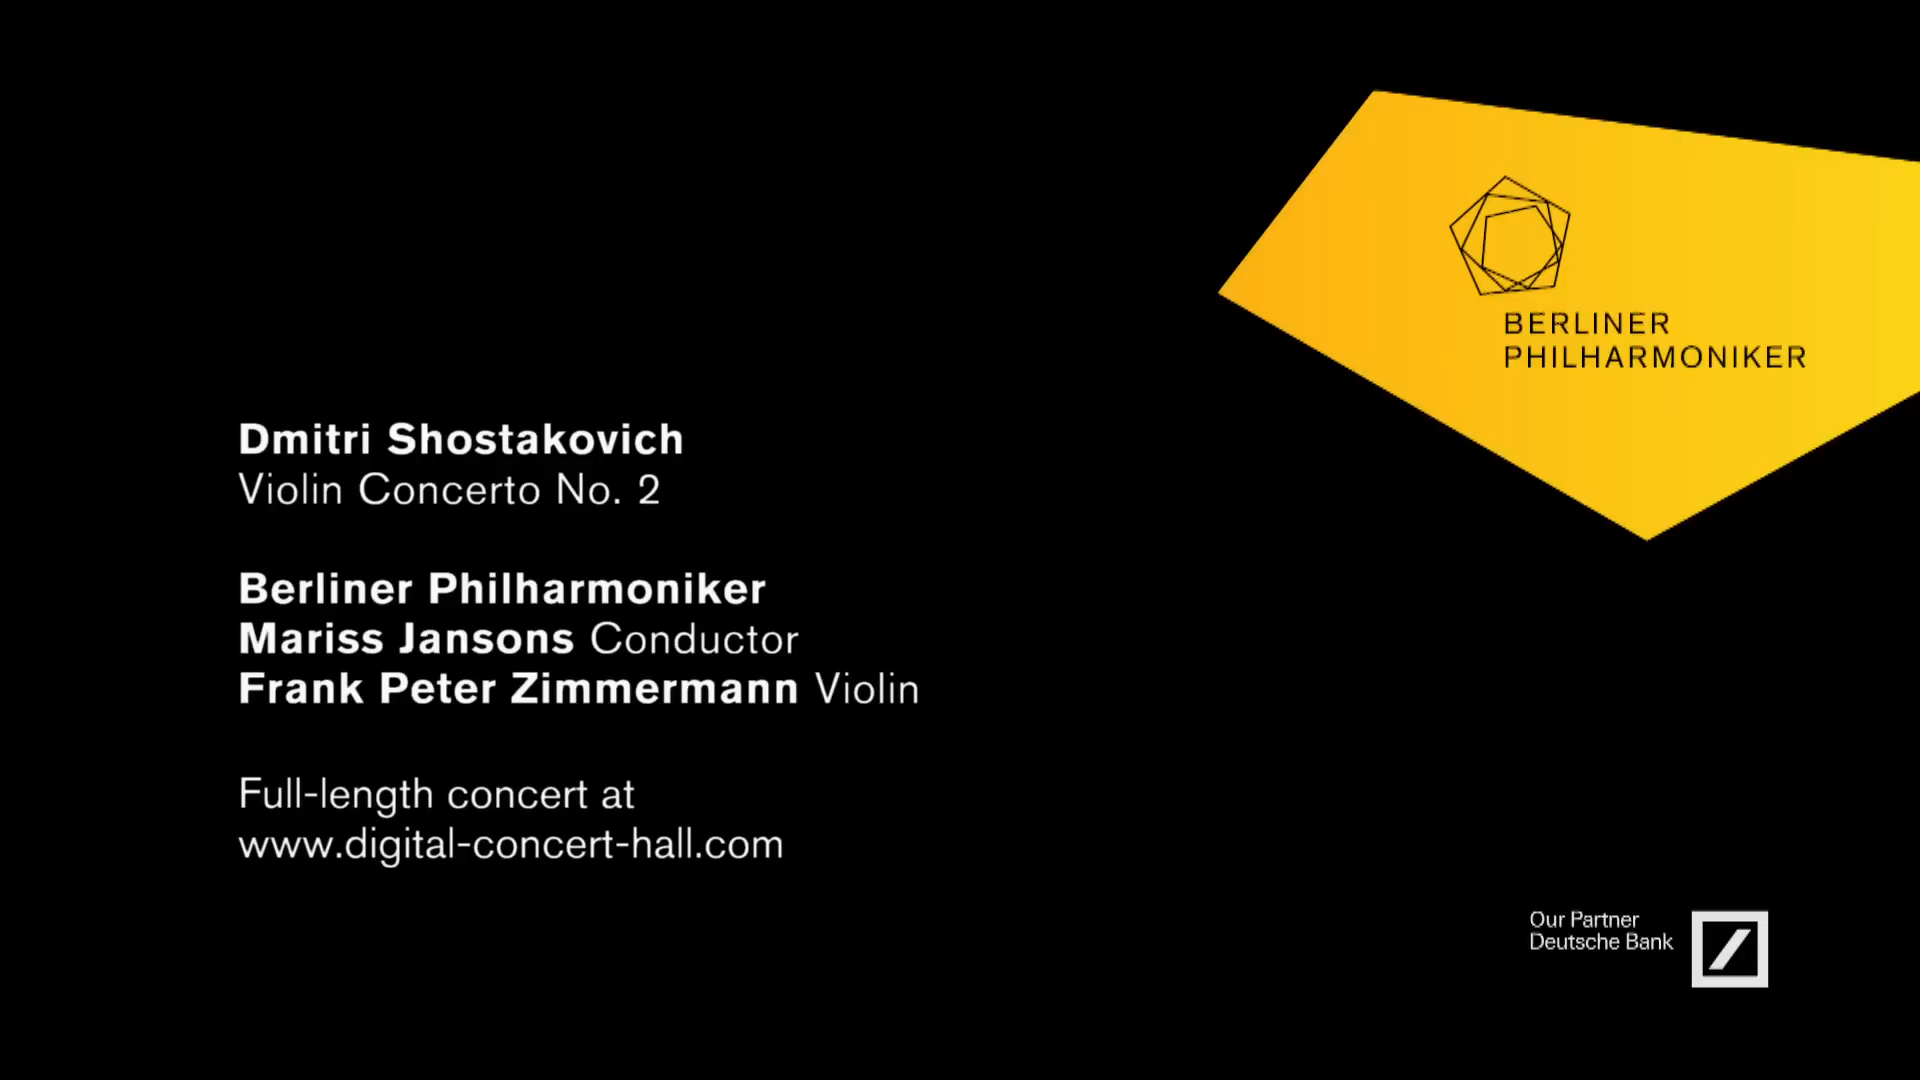 BERLINER
PHILHARMONIKER
Dmitri Shostakovich
Violin Concerto No. 2
Berliner Philharmoniker
Mariss Jansons Conductor
Frank Peter Zimmermann Violin
Full-length concert at
www.digital-concert-hall.com
Our Partner
Deutsche Bank